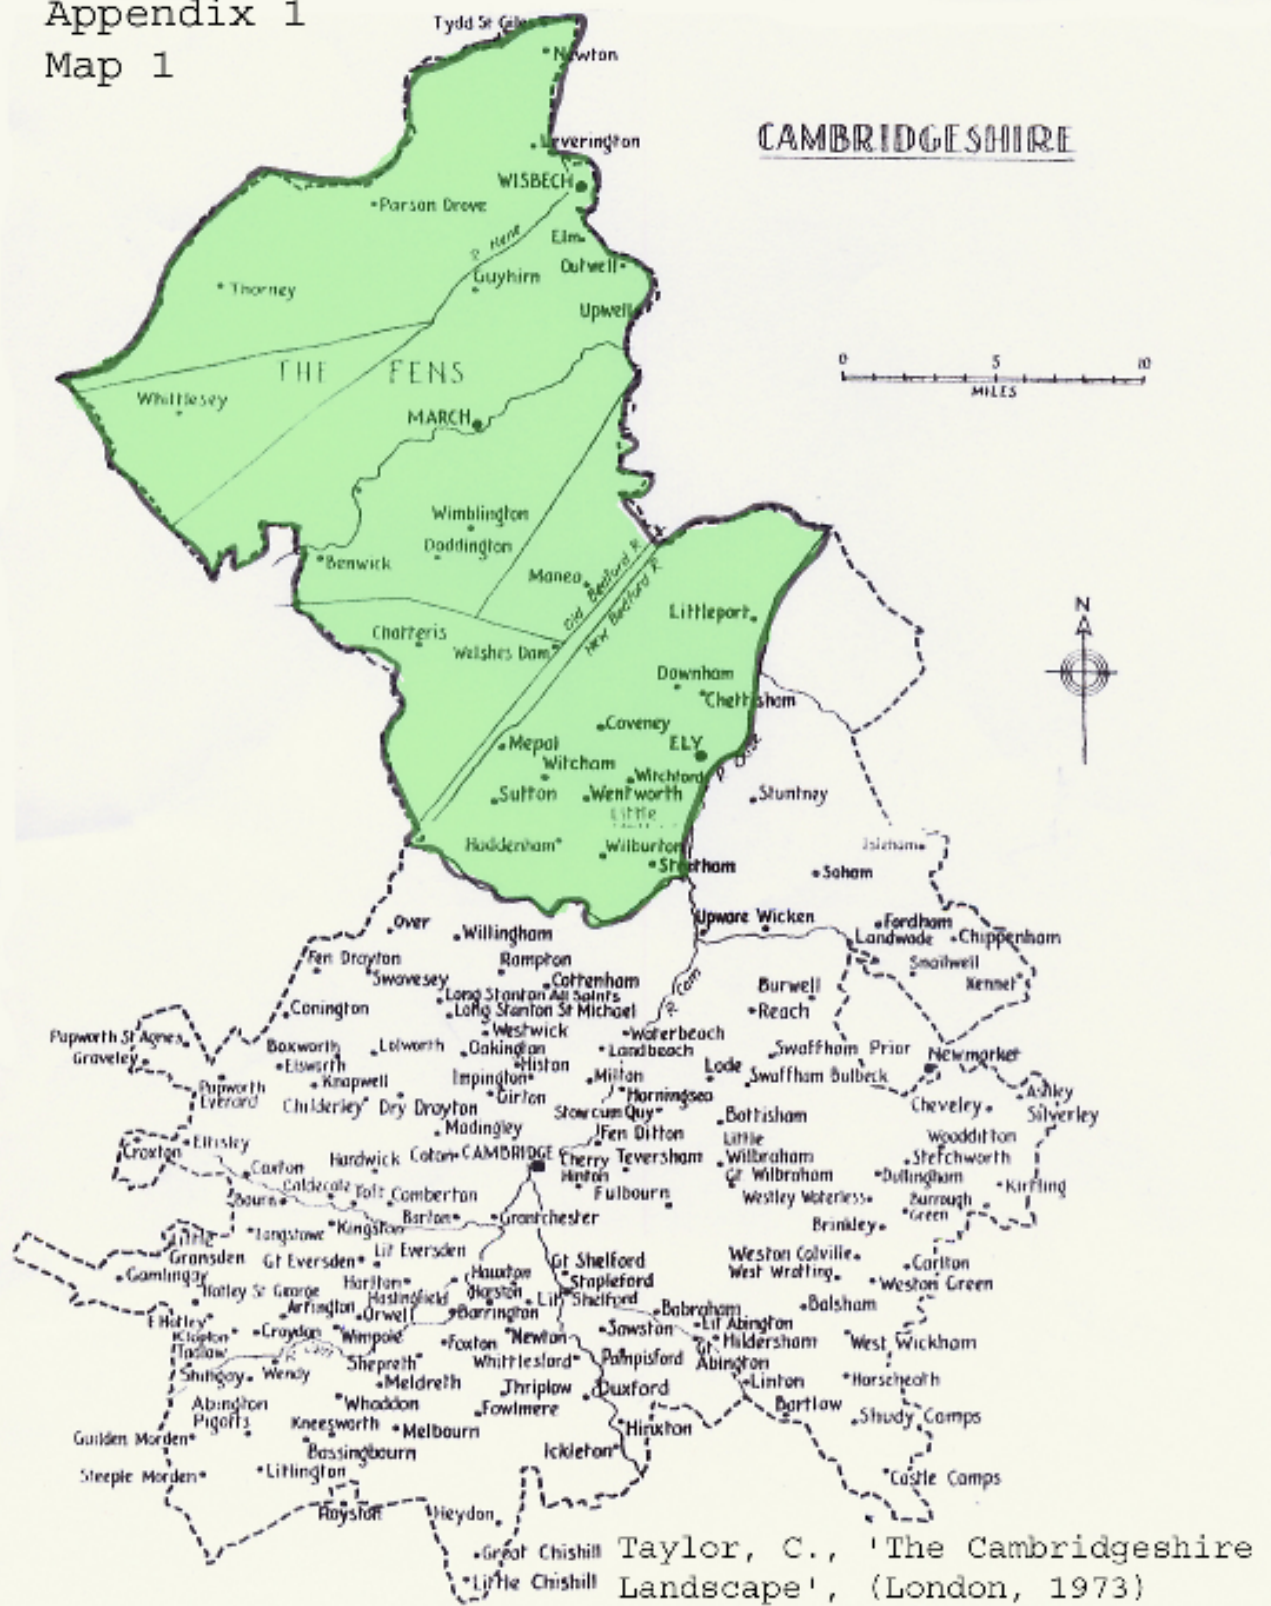 Appendix 1
Map 1
CAMBRIDGESHIRE
Tydd St Giles
Newton
Leverington
WISBECH
Parson Drove
R. Nene
Elm
Outwell
Guyhirn
Thorney
Upwell
0 5 10
MILES
THE FENS
Whittlesey
MARCH
Wimblington
Doddington
Benwick
Manea
Old Bedford R.
New Bedford R.
Littleport
N
Chatteris
Welshes Dam
Downham
Chettisham
Coveney
ELY
Mepal
Witcham
Witchford
Sutton
Wentworth
Stuntney
Little
Haddenham
Wilburton
Isleham
Stretham
Soham
Over
Willingham
Upware Wicken
Fordham
Landwade
Chippenham
Fen Drayton
Rampton
Snailwell
Swavesey
Cottenham
Kennet
Long Stanton All Saints
Burwell
R. Cam
Conington
Long Stanton St Michael
Reach
Westwick
Waterbeach
Papworth St Agnes
Graveley
Boxworth
Lolworth
Oakington
Landbeach
Swaffham Prior
Newmarket
Elsworth
Histon
Lode
Papworth
Everard
Knapwell
Impington
Milton
Swaffham Bulbeck
Ashley
Silverley
Childerley
Dry Drayton
Girton
Horningsea
Cheveley
Stow cum Quy
Bottisham
Madingley
Fen Ditton
Little
Wilbraham
Woodditton
Croxton
Eltisley
Hardwick
Coton
CAMBRIDGE
Cherry
Hinton
Teversham
Stetchworth
Caxton
Gt Wilbraham
Dullingham
Kirtling
Caldecote
Toft
Comberton
Fulbourn
Westley Waterless
Burrough
Green
Bourn
Barton
Grantchester
Brinkley
Little
Gransden
Longstowe
Kingston
Gt Eversden
Lit Eversden
Gt Shelford
Weston Colville
West Wratting
Carlton
Gamlingay
Hatley St George
Harlton
Hauxton
Stapleford
Weston Green
Arrington
Haslingfield
Harston
Lit Shelford
Babraham
Balsham
E Hatley
Orwell
Barrington
Lit Abington
Clopton
Croydon
Wimpole
Newton
Sawston
Hildersham
West Wickham
Tadlow
Foxton
Shepreth
Whittlesford
Pampisford
Gt
Abington
Shingay
Wendy
Meldreth
Thriplow
Duxford
Linton
Horseheath
Abington
Pigotts
Whaddon
Fowlmere
Bartlow
Shudy Camps
Guilden Morden
Kneesworth
Melbourn
Hinxton
Bassingbourn
Ickleton
Steeple Morden
Litlington
Castle Camps
Royston
Heydon
Great Chishill
Little Chishill
Taylor, C., 'The Cambridgeshire
Landscape', (London, 1973)